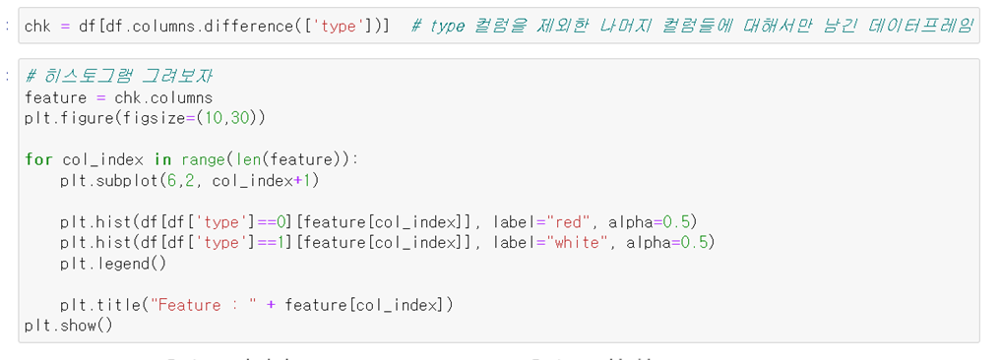 : chk = df[df.columns.difference(['type'])]  # type 컬럼을 제외한 나머지 컬럼들에 대해서만 남긴 데이터프레임
: # 히스토그램 그려보자
feature = chk.columns
plt.figure(figsize=(10,30))
for col_index in range(len(feature)):
    plt.subplot(6,2, col_index+1)
    plt.hist(df[df['type']==0][feature[col_index]], label="red", alpha=0.5)
    plt.hist(df[df['type']==1][feature[col_index]], label="white", alpha=0.5)
    plt.legend()
    plt.title("Feature : " + feature[col_index])
plt.show()